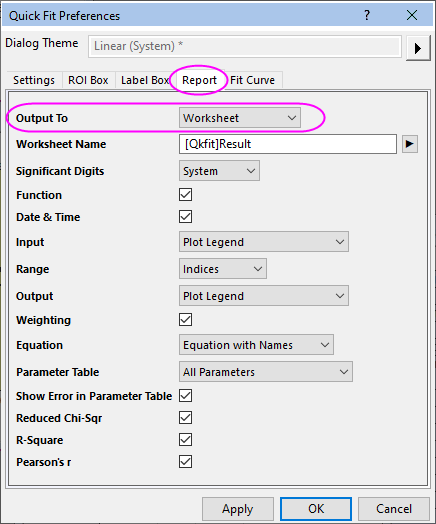 Quick Fit Preferences ? ×
Dialog Theme Linear (System) *
Settings ROI Box Label Box Report Fit Curve
Output To Worksheet
Worksheet Name [Qkfit]Result
Significant Digits System
Function
Date & Time
Input Plot Legend
Range Indices
Output Plot Legend
Weighting
Equation Equation with Names
Parameter Table All Parameters
Show Error in Parameter Table
Reduced Chi-Sqr
R-Square
Pearson's r
Apply OK Cancel